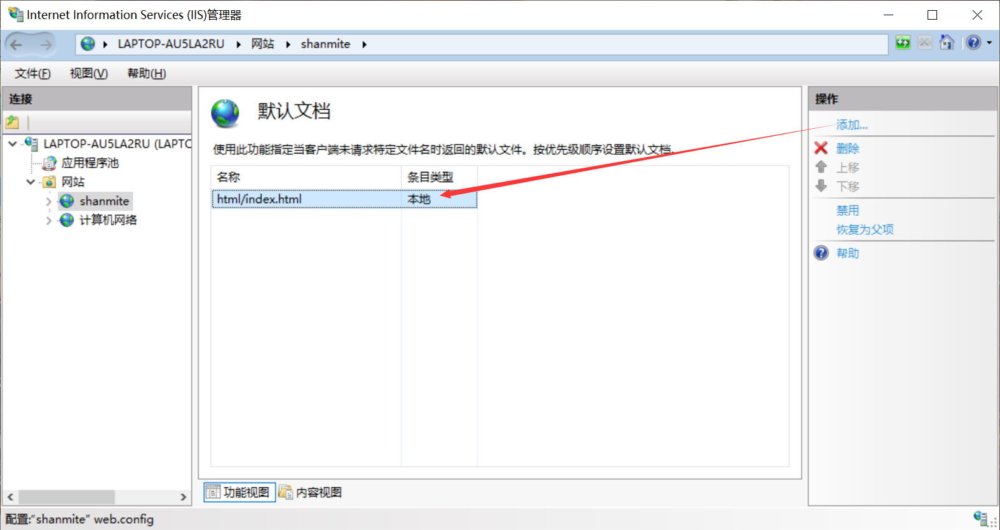 Internet Information Services (IIS)管理器
LAPTOP-AU5LA2RU 网站 shanmite
文件(F) 视图(V) 帮助(H)
连接
LAPTOP-AU5LA2RU (LAPTO
应用程序池
网站
shanmite
计算机网络
默认文档
使用此功能指定当客户端未请求特定文件名时返回的默认文件。按优先级顺序设置默认文档。
名称 条目类型
html/index.html 本地
功能视图 内容视图
操作
添加...
删除
上移
下移
禁用
恢复为父项
帮助
配置:“shanmite” web.config